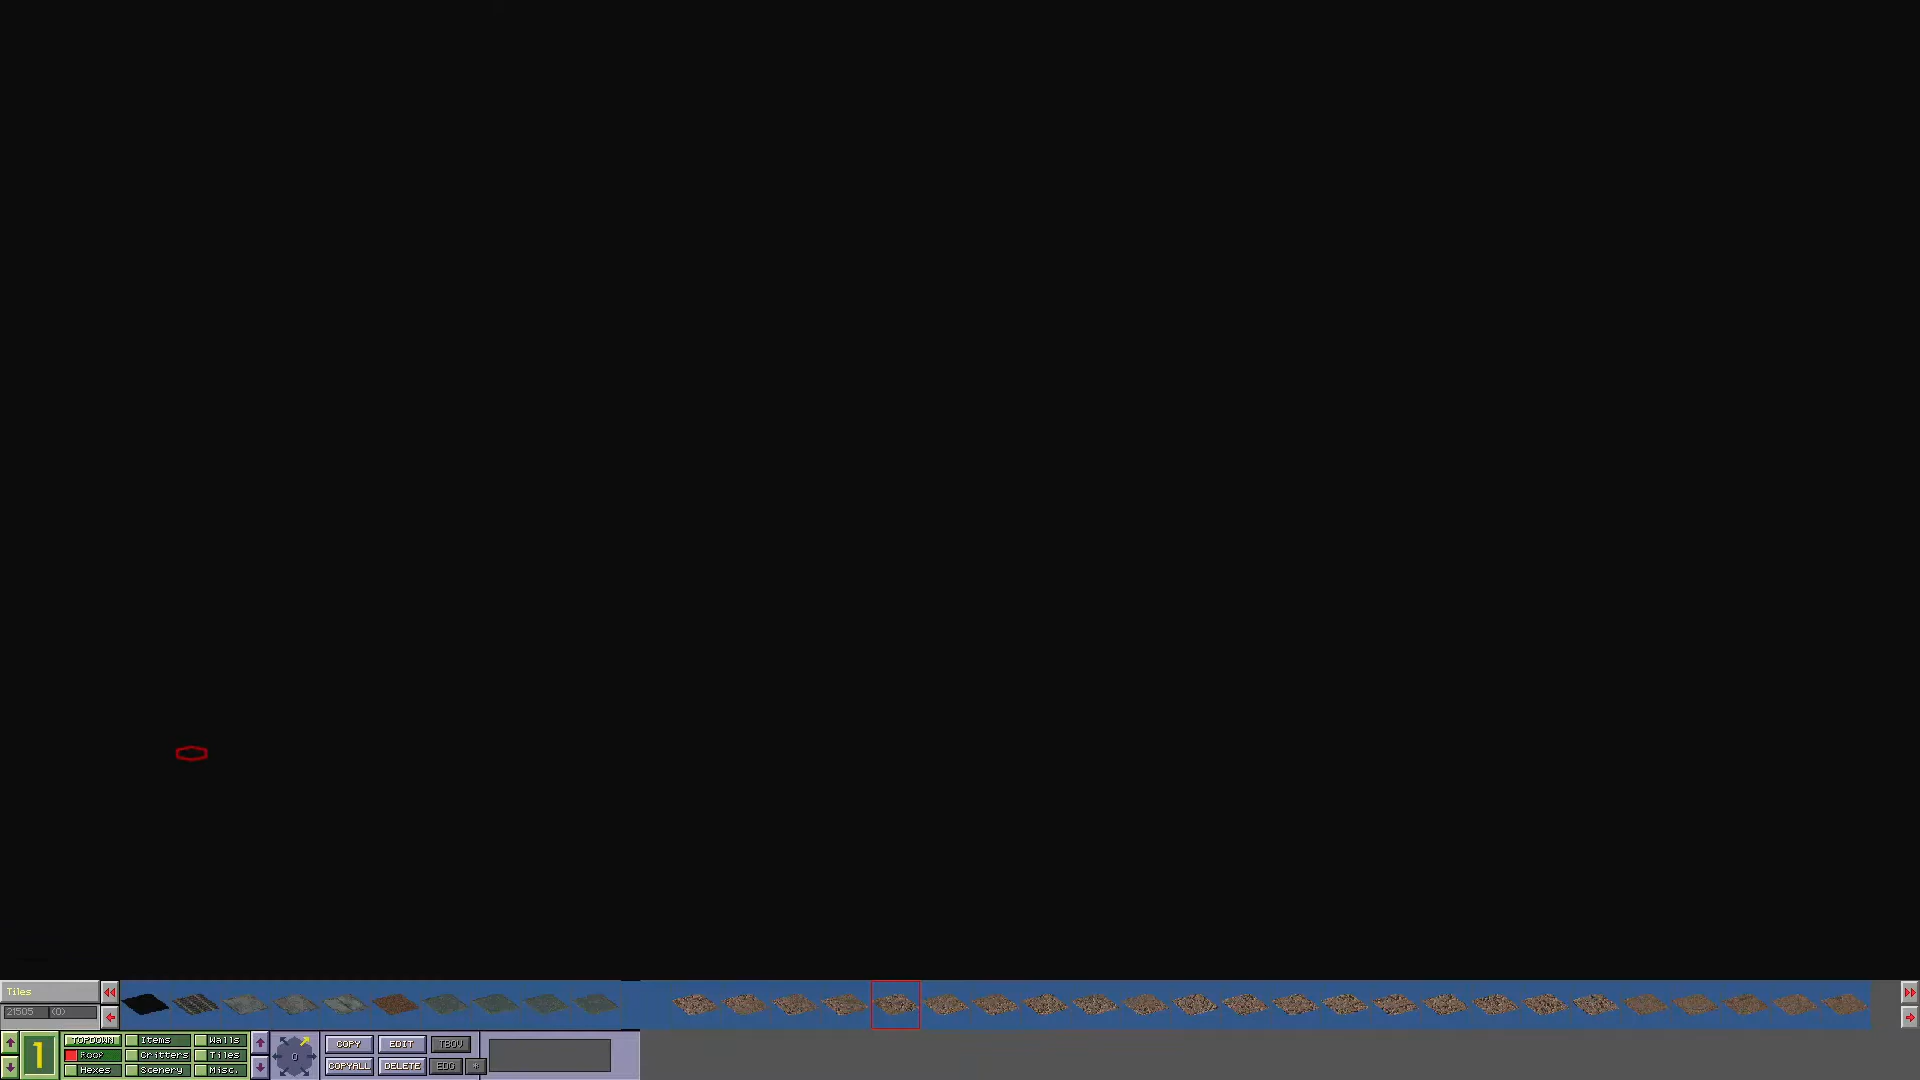 Tiles
21505 (0)
1
TOPDOWN Items Walls
Roof Critters Tiles
Hexes Scenery Misc.
0
COPY EDIT TBOV
COPYALL DELETE EDG *